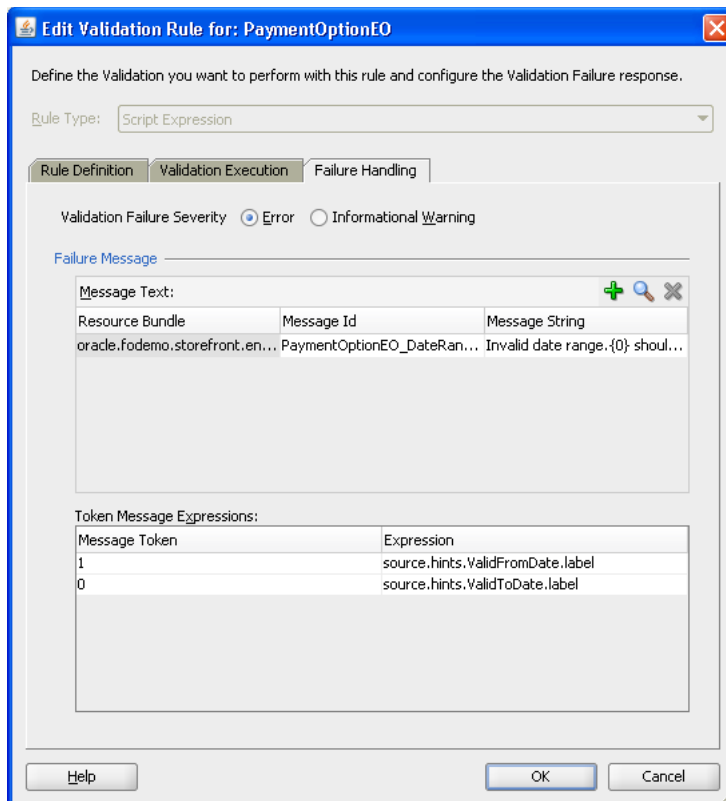 Edit Validation Rule for: PaymentOptionEO
Define the Validation you want to perform with this rule and configure the Validation Failure response.
Rule Type: Script Expression
Rule Definition Validation Execution Failure Handling
Validation Failure Severity Error Informational Warning
Failure Message
Message Text:
Resource Bundle Message Id Message String
oracle.fodemo.storefront.en... PaymentOptionEO_DateRan... Invalid date range.{0} shoul...
Token Message Expressions:
Message Token Expression
1 source.hints.ValidFromDate.label
0 source.hints.ValidToDate.label
Help OK Cancel